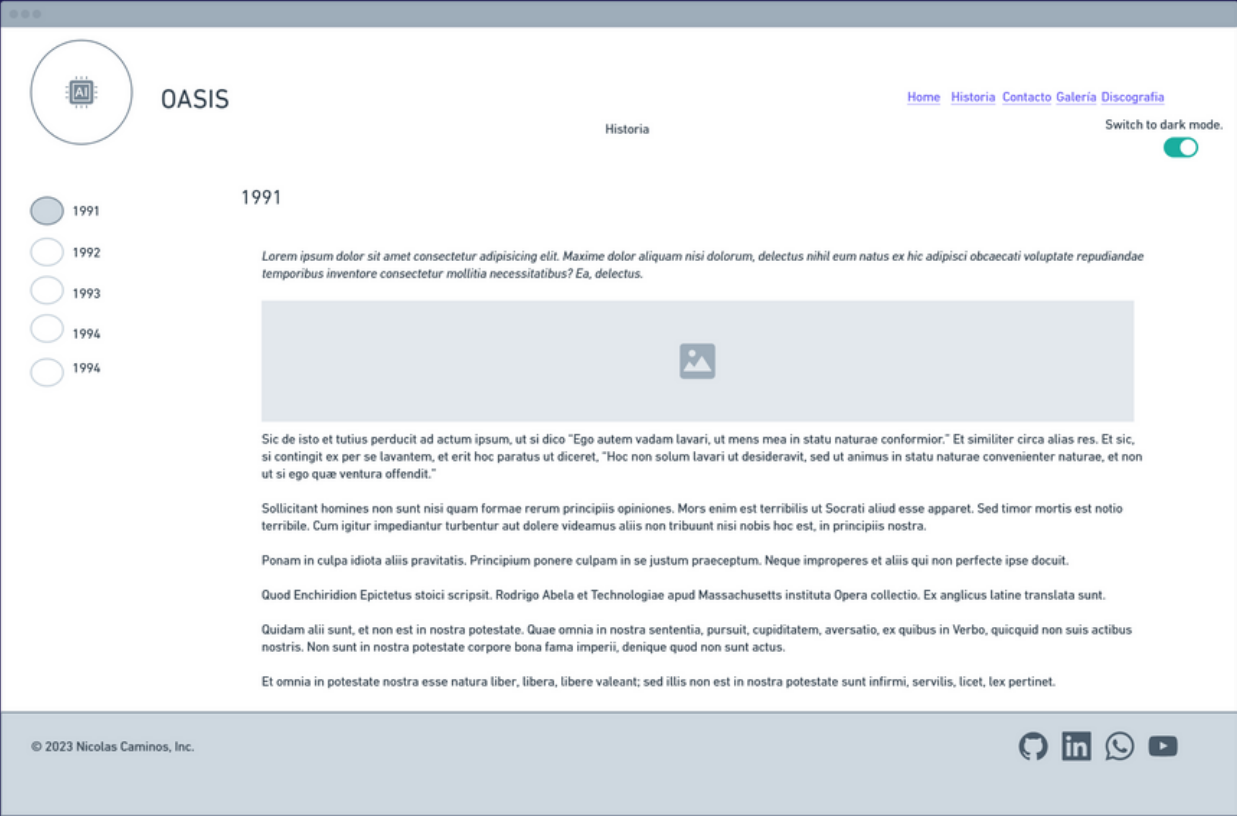 AI
OASIS
Home Historia Contacto Galería Discografia
Switch to dark mode.
Historia
1991
1992
1993
1994
1994
1991
Lorem ipsum dolor sit amet consectetur adipisicing elit. Maxime dolor aliquam nisi dolorum, delectus nihil eum natus ex hic adipisci obcaecati voluptate repudiandae
temporibus inventore consectetur mollitia necessitatibus? Ea, delectus.
Sic de isto et tutius perducit ad actum ipsum, ut si dico "Ego autem vadam lavari, ut mens mea in statu naturae conformior." Et similiter circa alias res. Et sic,
si contingit ex per se lavantem, et erit hoc paratus ut diceret, "Hoc non solum lavari ut desideravit, sed ut animus in statu naturae convenienter naturae, et non
ut si ego quæ ventura offendit."
Sollicitant homines non sunt nisi quam formae rerum principiis opiniones. Mors enim est terribilis ut Socrati aliud esse apparet. Sed timor mortis est notio
terribile. Cum igitur impediantur turbentur aut dolere videamus aliis non tribuunt nisi nobis hoc est, in principiis nostra.
Ponam in culpa idiota aliis pravitatis. Principium ponere culpam in se justum praeceptum. Neque improperes et aliis qui non perfecte ipse docuit.
Quod Enchiridion Epictetus stoici scripsit. Rodrigo Abela et Technologiae apud Massachusetts instituta Opera collectio. Ex anglicus latine translata sunt.
Quidam alii sunt, et non est in nostra potestate. Quae omnia in nostra sententia, pursuit, cupiditatem, aversatio, ex quibus in Verbo, quicquid non suis actibus
nostris. Non sunt in nostra potestate corpore bona fama imperii, denique quod non sunt actus.
Et omnia in potestate nostra esse natura liber, libera, libere valeant; sed illis non est in nostra potestate sunt infirmi, servilis, licet, lex pertinet.
© 2023 Nicolas Caminos, Inc.
in